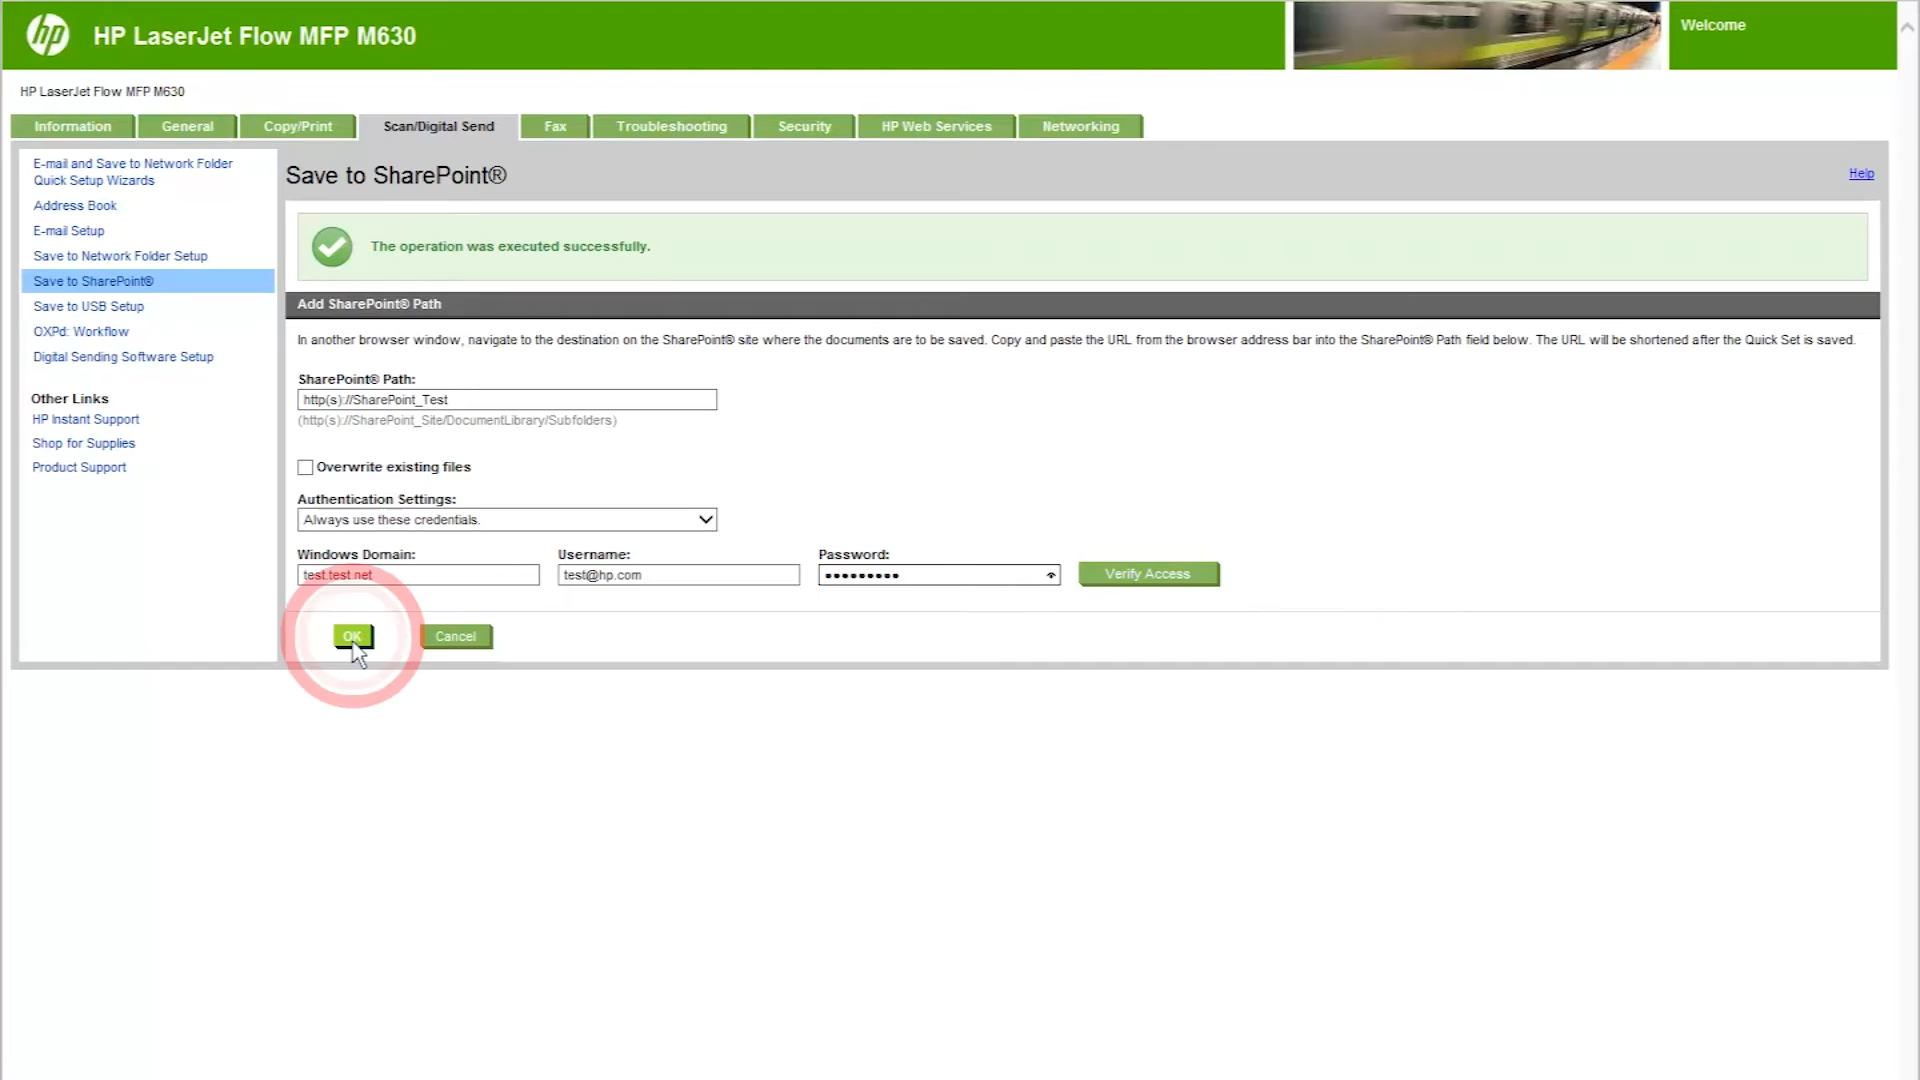 hp
HP LaserJet Flow MFP M630
Welcome
HP LaserJet Flow MFP M630
Information
General
Copy/Print
Scan/Digital Send
Fax
Troubleshooting
Security
HP Web Services
Networking
E-mail and Save to Network Folder
Quick Setup Wizards
Address Book
E-mail Setup
Save to Network Folder Setup
Save to SharePoint®
Save to USB Setup
OXPd: Workflow
Digital Sending Software Setup
Other Links
HP Instant Support
Shop for Supplies
Product Support
Save to SharePoint®
Help
The operation was executed successfully.
Add SharePoint® Path
In another browser window, navigate to the destination on the SharePoint® site where the documents are to be saved. Copy and paste the URL from the browser address bar into the SharePoint® Path field below. The URL will be shortened after the Quick Set is saved.
SharePoint® Path:
http(s)://SharePoint_Test
(http(s)://SharePoint_Site/DocumentLibrary/Subfolders)
Overwrite existing files
Authentication Settings:
Always use these credentials.
Windows Domain:
Username:
Password:
test.test.net
test@hp.com
•••••••••
Verify Access
OK
Cancel